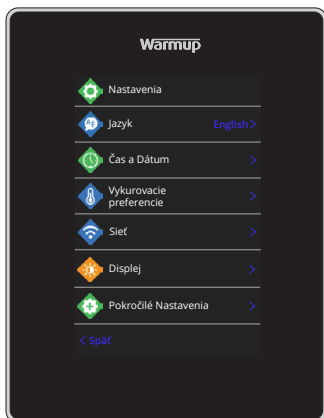 Warmup
Nastavenia
Jazyk English >
Čas a Dátum >
Vykurovacie
preferencie >
Sieť >
Displej >
Pokročilé Nastavenia >
< Späť